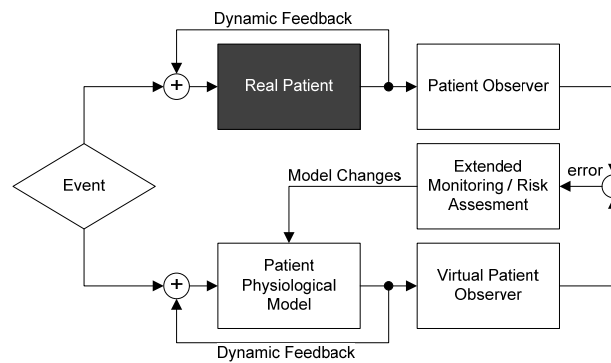 Dynamic Feedback
+
Real Patient
Patient Observer
Event
Model Changes
Extended
Monitoring / Risk
Assesment
error
+
Patient
Physiological
Model
Virtual Patient
Observer
Dynamic Feedback